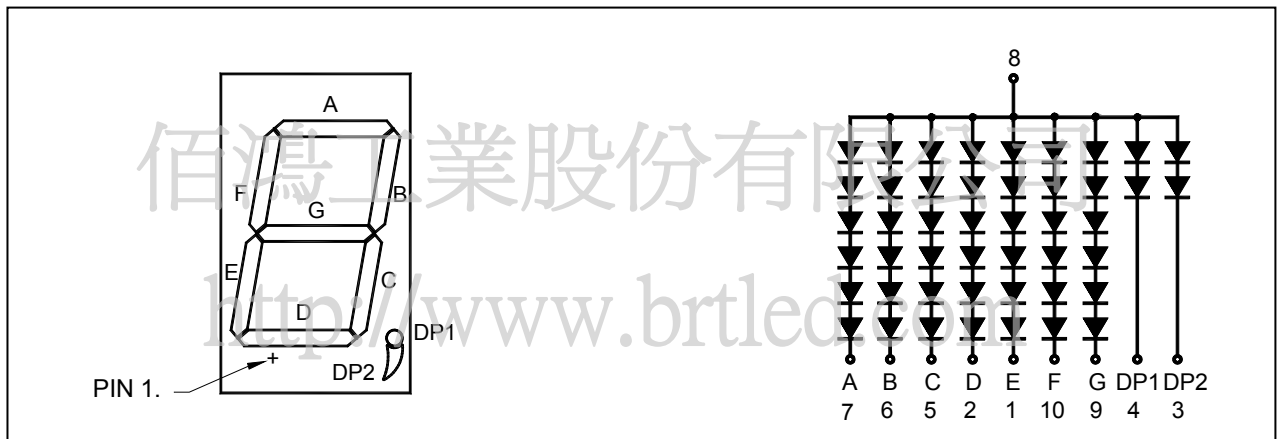 8
A
F
B
G
E
C
D
DP1
DP2
+
PIN 1.
佰鴻工業股份有限公司
http://www.brtled.com
A B C D E F G DP1 DP2
7 6 5 2 1 10 9 4 3